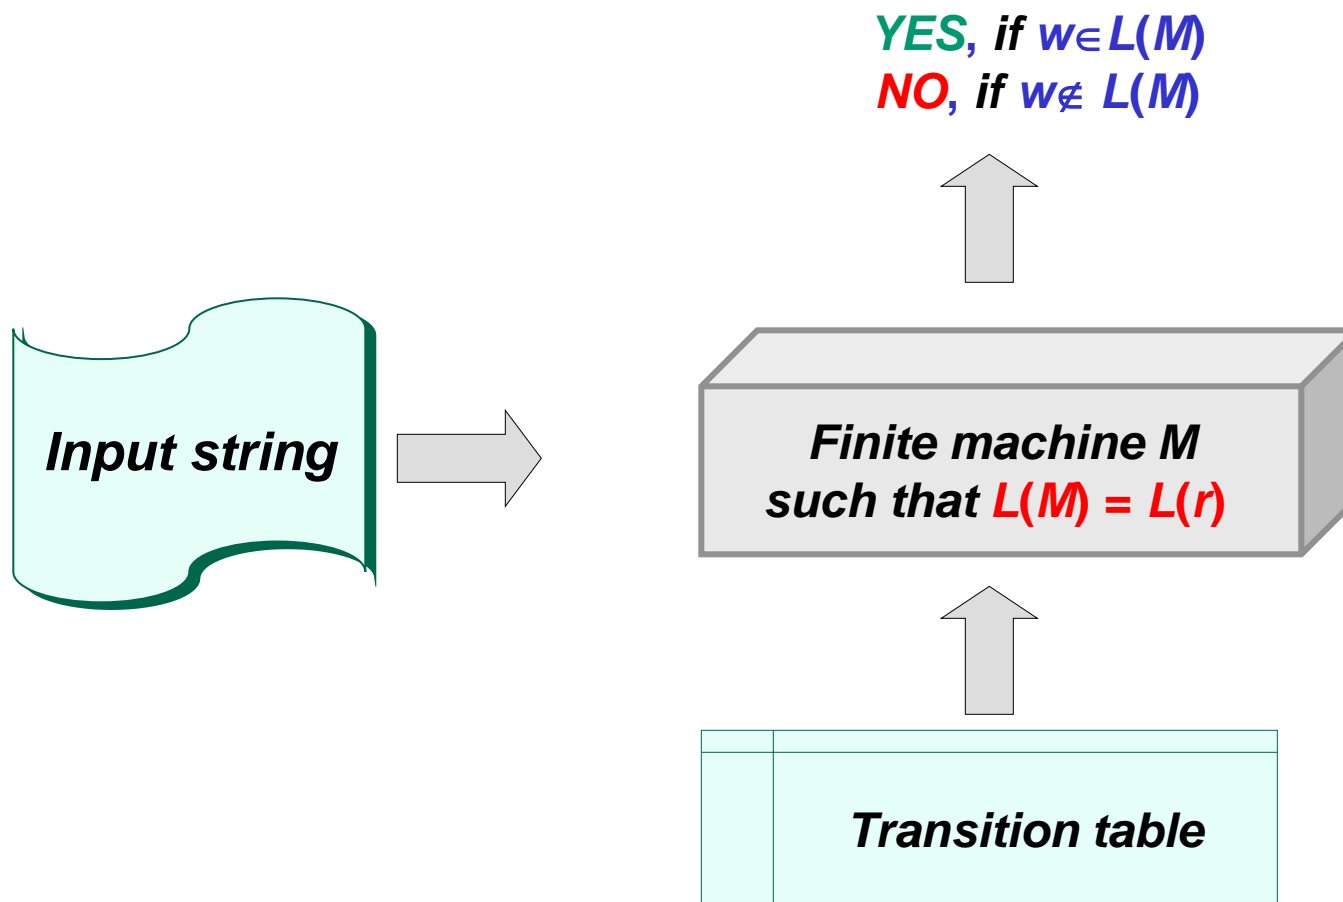 YES, if w∈L(M)
NO, if w∉ L(M)
Input string
Finite machine M
such that L(M) = L(r)
Transition table